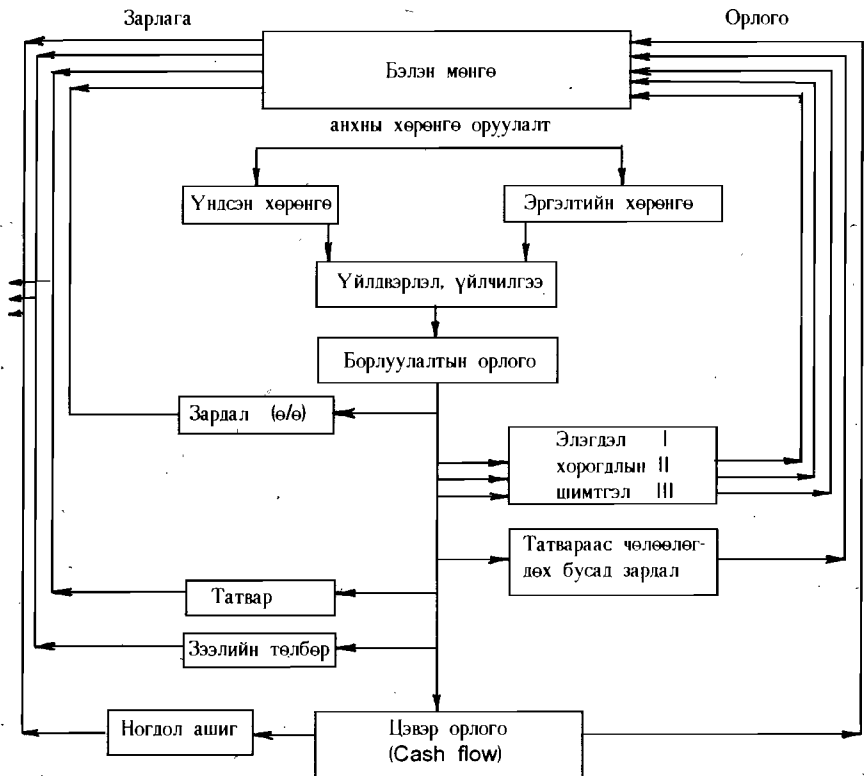 Зарлага
Орлого
Бэлэн мөнгө
анхны хөрөнгө оруулалт
Үндсэн хөрөнгө
Эргэлтийн хөрөнгө
Үйлдвэрлэл, үйлчилгээ
Борлуулалтын орлого
Зардал (ө/ө)
Элэгдэл I
хорогдлын II
шимтгэл III
Татвараас чөлөөлөг-
дөх бусад зардал
Татвар
Зээлийн төлбөр
Ногдол ашиг
Цэвэр орлого
(Cash flow)